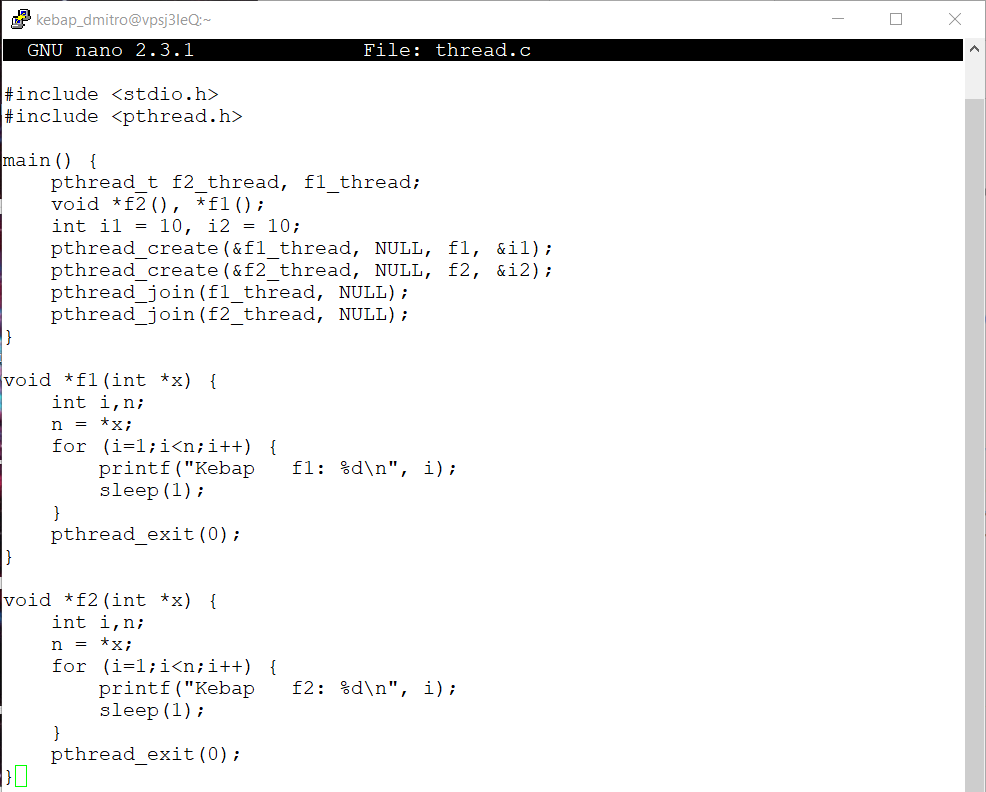 kebap_dmitro@vpsj3leQ:~
GNU nano 2.3.1 File: thread.c
#include <stdio.h>
#include <pthread.h>
main() {
    pthread_t f2_thread, f1_thread;
    void *f2(), *f1();
    int i1 = 10, i2 = 10;
    pthread_create(&f1_thread, NULL, f1, &i1);
    pthread_create(&f2_thread, NULL, f2, &i2);
    pthread_join(f1_thread, NULL);
    pthread_join(f2_thread, NULL);
}
void *f1(int *x) {
    int i,n;
    n = *x;
    for (i=1;i<n;i++) {
        printf("Kebap   f1: %d\n", i);
        sleep(1);
    }
    pthread_exit(0);
}
void *f2(int *x) {
    int i,n;
    n = *x;
    for (i=1;i<n;i++) {
        printf("Kebap   f2: %d\n", i);
        sleep(1);
    }
    pthread_exit(0);
}